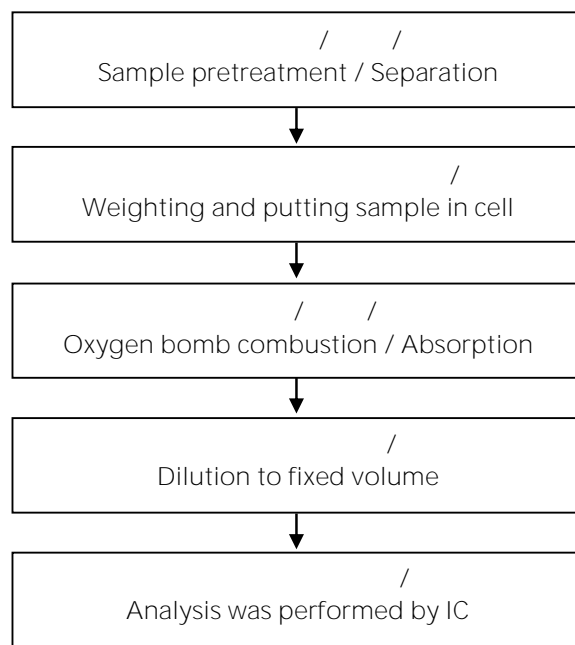 / /
Sample pretreatment / Separation
/
Weighting and putting sample in cell
/ /
Oxygen bomb combustion / Absorption
/
Dilution to fixed volume
/
Analysis was performed by IC